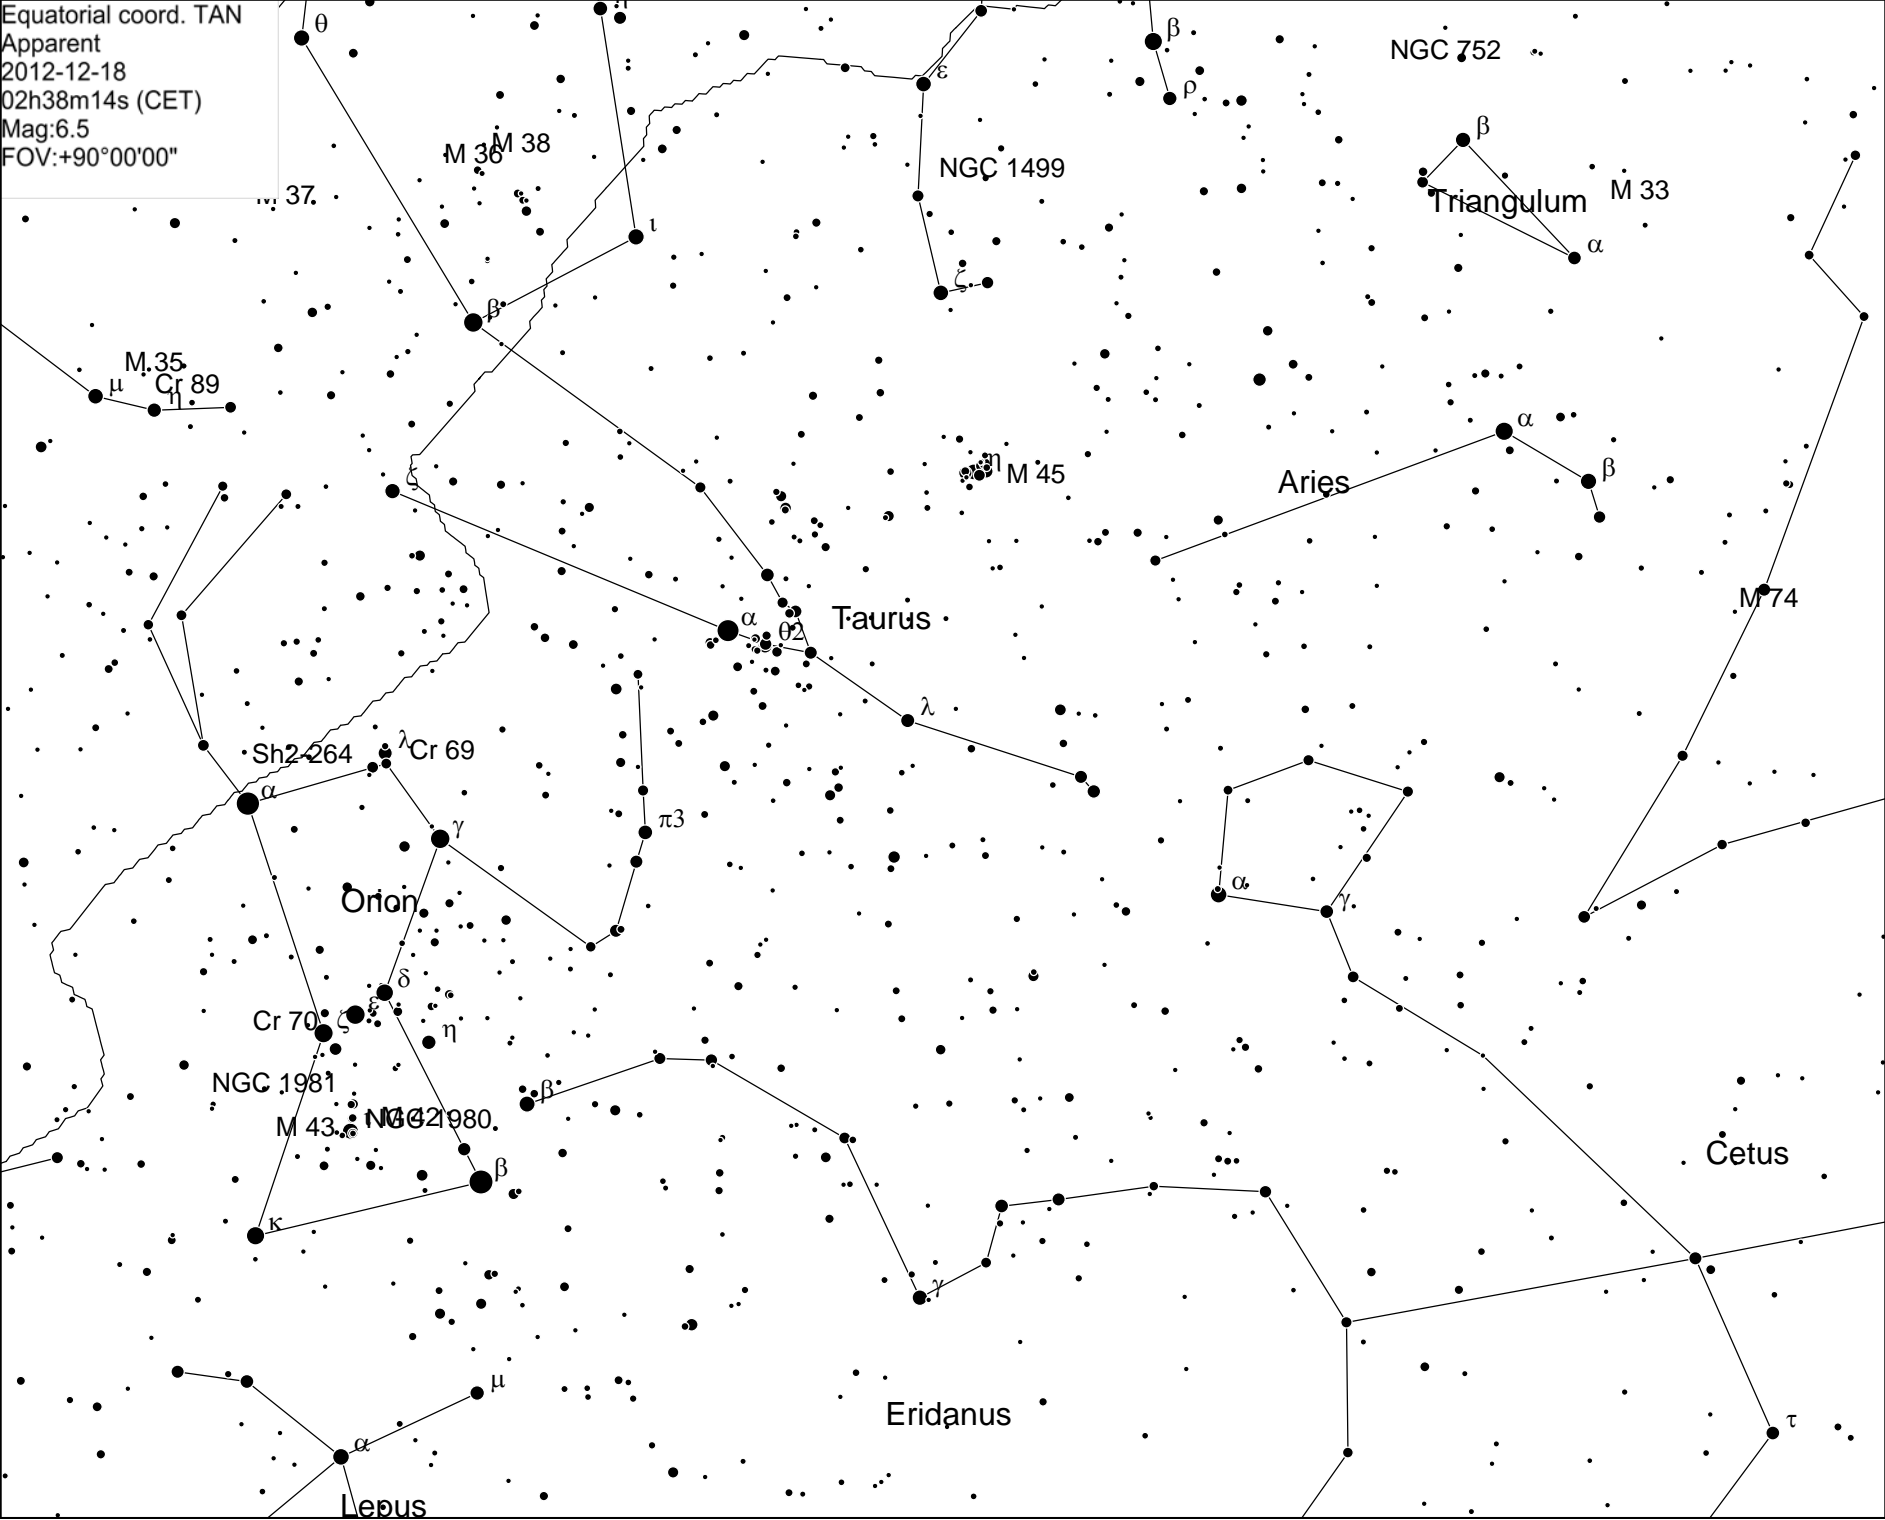 Equatorial coord. TAN
Apparent
2012-12-18
02h38m14s (CET)
Mag:6.5
FOV:+90°00'00"
θ
β
NGC 752
ε
ρ
β
M 38
M 36
NGC 1499
Triangulum
M 33
37
ι
α
ζ
β
M 35
Cr 89
μ
η
α
β
η
M 45
Aries
ζ
M 74
α
θ2
Taurus
λ
Sh2-264
λ
Cr 69
α
γ
π3
α
γ
Orion
δ
ε
Cr 70
ζ
η
NGC 1981
β
M 43
M 42
NGC 1980
Cetus
β
κ
γ
μ
Eridanus
τ
α
Lepus